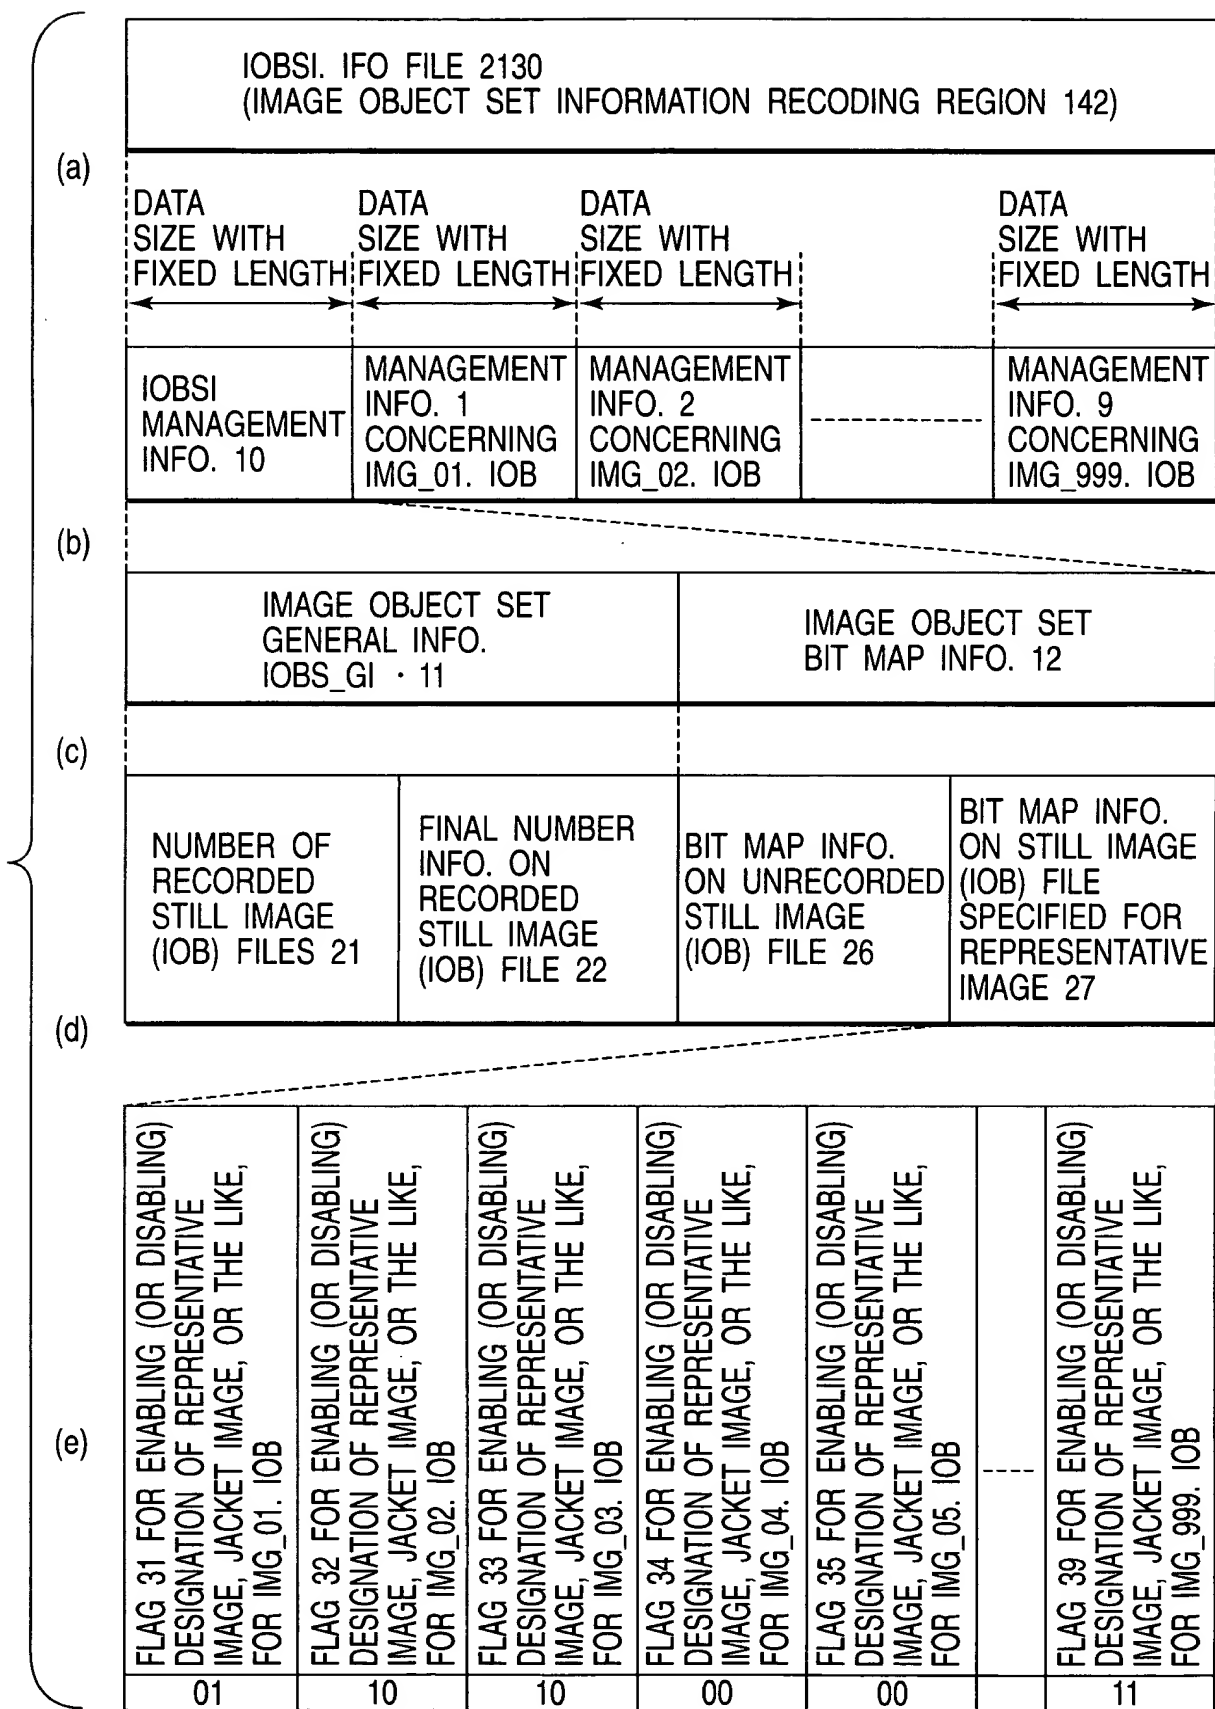 IOBSI. IFO FILE 2130
(IMAGE OBJECT SET INFORMATION RECODING REGION 142)
(a)
DATA
SIZE WITH
FIXED LENGTH
DATA
SIZE WITH
FIXED LENGTH
DATA
SIZE WITH
FIXED LENGTH
DATA
SIZE WITH
FIXED LENGTH
IOBSI
MANAGEMENT
INFO. 10
MANAGEMENT
INFO. 1
CONCERNING
IMG_01. IOB
MANAGEMENT
INFO. 2
CONCERNING
IMG_02. IOB
MANAGEMENT
INFO. 9
CONCERNING
IMG_999. IOB
(b)
IMAGE OBJECT SET
GENERAL INFO.
IOBS_GI · 11
IMAGE OBJECT SET
BIT MAP INFO. 12
(c)
NUMBER OF
RECORDED
STILL IMAGE
(IOB) FILES 21
FINAL NUMBER
INFO. ON
RECORDED
STILL IMAGE
(IOB) FILE 22
BIT MAP INFO.
ON UNRECORDED
STILL IMAGE
(IOB) FILE 26
BIT MAP INFO.
ON STILL IMAGE
(IOB) FILE
SPECIFIED FOR
REPRESENTATIVE
IMAGE 27
(d)
FLAG 31 FOR ENABLING (OR DISABLING)
DESIGNATION OF REPRESENTATIVE
IMAGE, JACKET IMAGE, OR THE LIKE,
FOR IMG_01. IOB
FLAG 32 FOR ENABLING (OR DISABLING)
DESIGNATION OF REPRESENTATIVE
IMAGE, JACKET IMAGE, OR THE LIKE,
FOR IMG_02. IOB
FLAG 33 FOR ENABLING (OR DISABLING)
DESIGNATION OF REPRESENTATIVE
IMAGE, JACKET IMAGE, OR THE LIKE,
FOR IMG_03. IOB
FLAG 34 FOR ENABLING (OR DISABLING)
DESIGNATION OF REPRESENTATIVE
IMAGE, JACKET IMAGE, OR THE LIKE,
FOR IMG_04. IOB
FLAG 35 FOR ENABLING (OR DISABLING)
DESIGNATION OF REPRESENTATIVE
IMAGE, JACKET IMAGE, OR THE LIKE,
FOR IMG_05. IOB
FLAG 39 FOR ENABLING (OR DISABLING)
DESIGNATION OF REPRESENTATIVE
IMAGE, JACKET IMAGE, OR THE LIKE,
FOR IMG_999. IOB
(e)
01
10
10
00
00
11